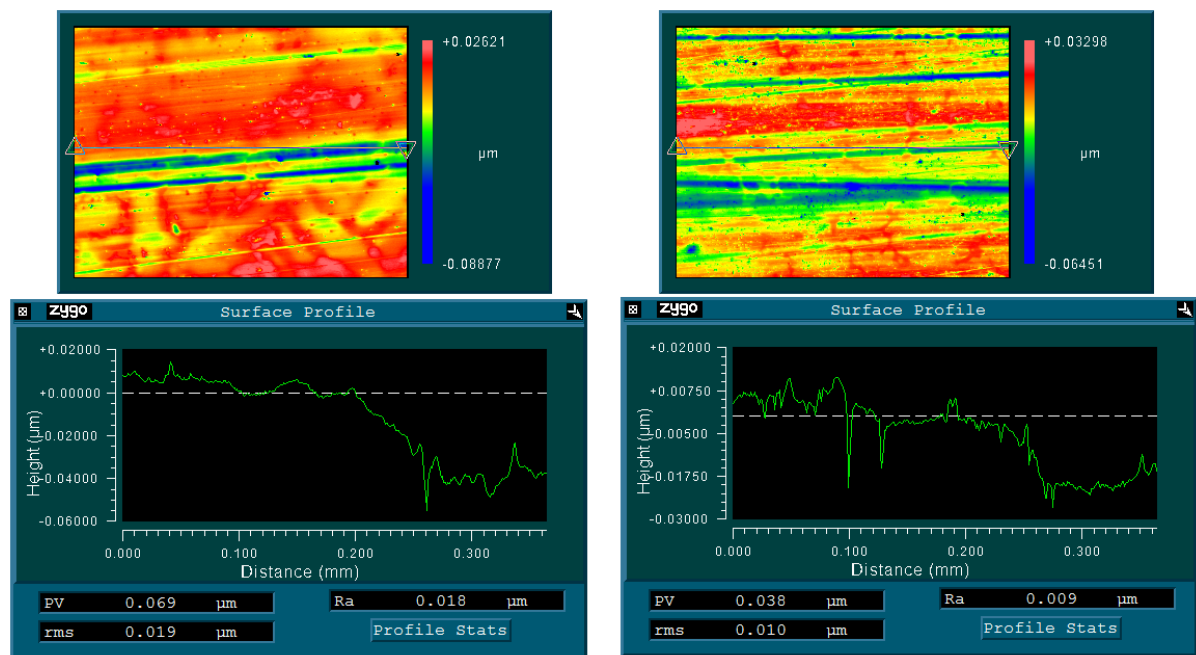 +0.02621
µm
-0.08877
+0.03298
µm
-0.06451
zygo Surface Profile
+0.02000
+0.00000
-0.02000
-0.04000
-0.06000
Height (µm)
0.000 0.100 0.200 0.300
Distance (mm)
PV 0.069 µm
rms 0.019 µm
Ra 0.018 µm
Profile Stats
zygo Surface Profile
+0.02000
+0.00750
-0.00500
-0.01750
-0.03000
Height (µm)
0.000 0.100 0.200 0.300
Distance (mm)
PV 0.038 µm
rms 0.010 µm
Ra 0.009 µm
Profile Stats